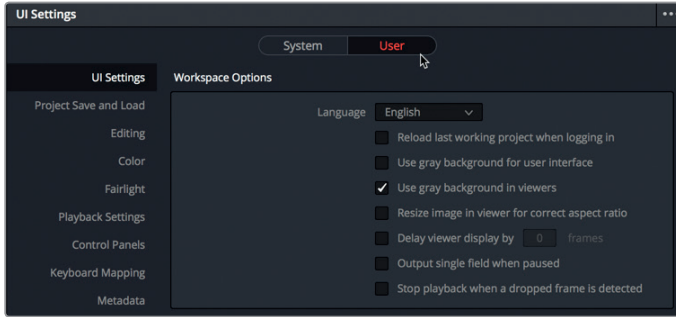 UI Settings
System User
UI Settings
Project Save and Load
Editing
Color
Fairlight
Playback Settings
Control Panels
Keyboard Mapping
Metadata
Workspace Options
Language English
Reload last working project when logging in
Use gray background for user interface
Use gray background in viewers
Resize image in viewer for correct aspect ratio
Delay viewer display by 0 frames
Output single field when paused
Stop playback when a dropped frame is detected